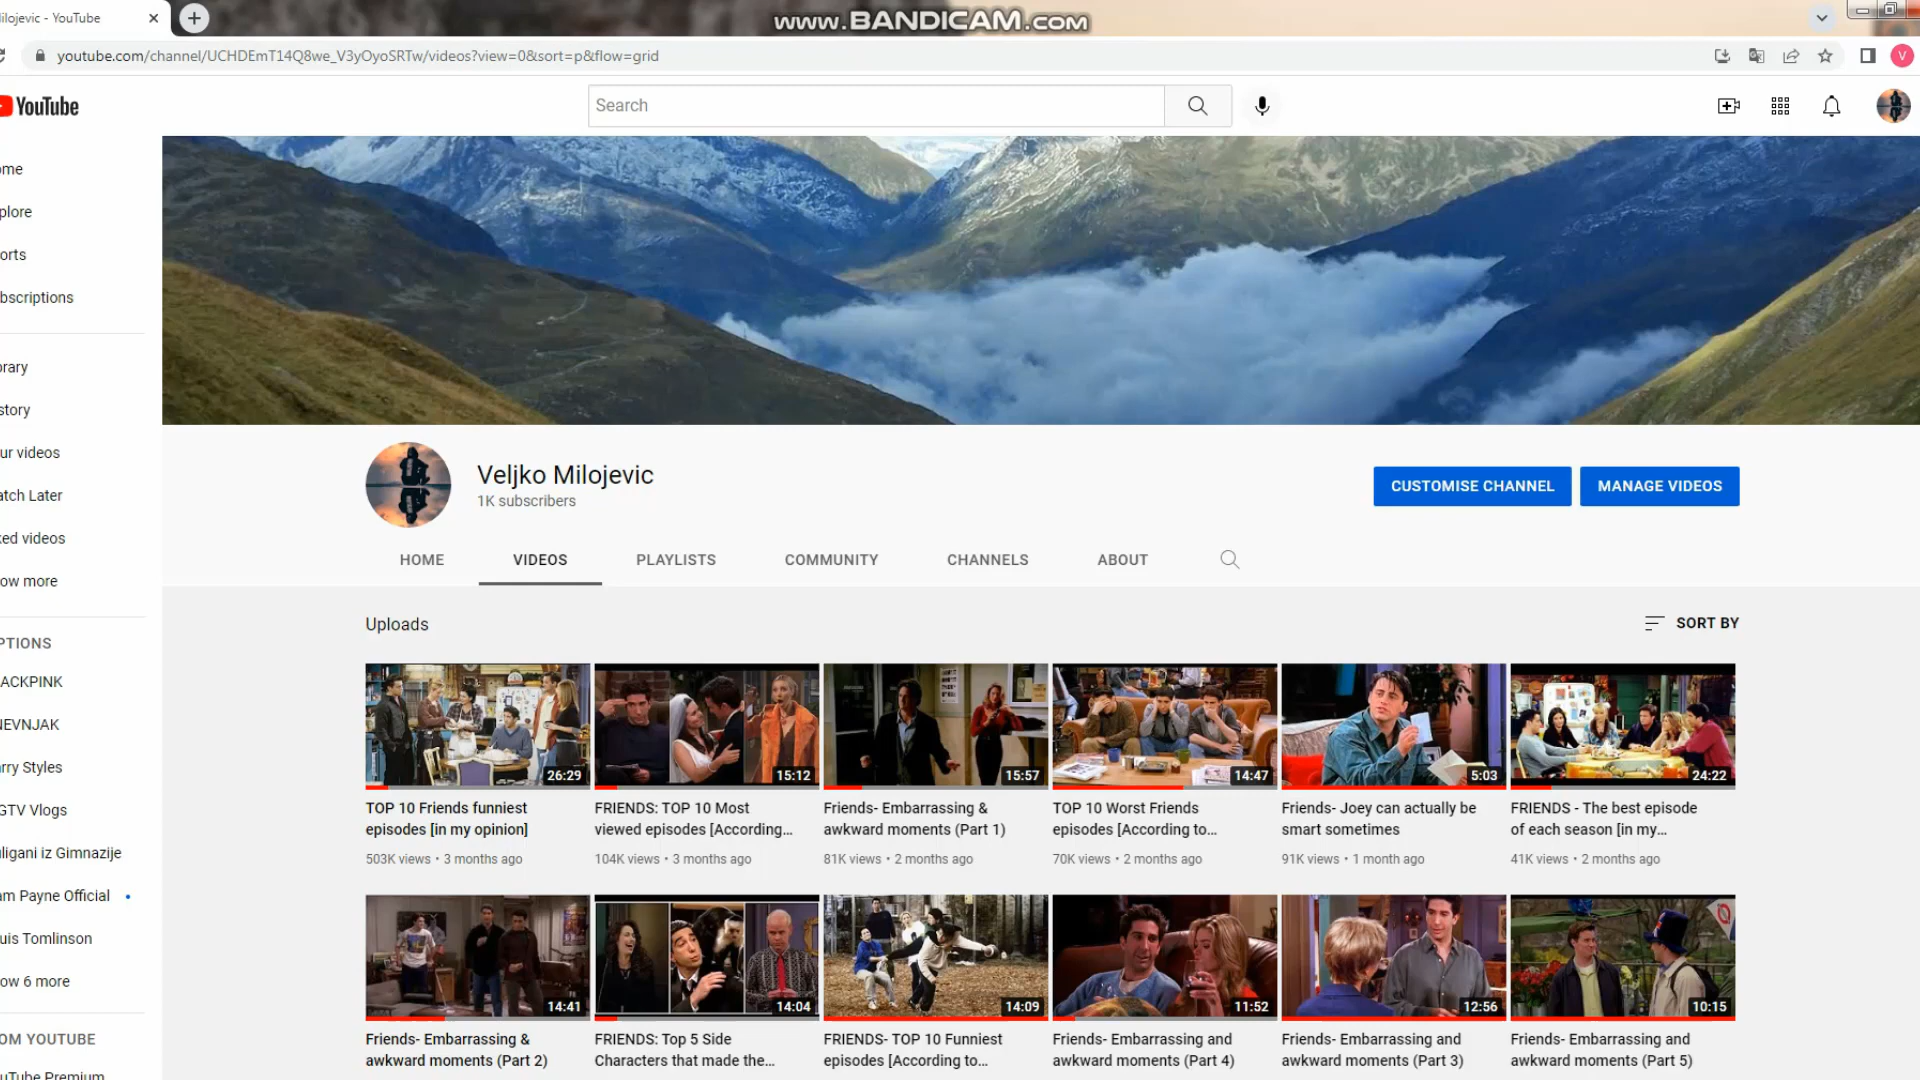 ilojevic - YouTube
www.BANDICAM.com
youtube.com/channel/UCHDEmT14Q8we_V3yOyoSRTw/videos?view=0&sort=p&flow=grid
V
YouTube
Search
ome
plore
orts
bscriptions
brary
story
ur videos
atch Later
ked videos
ow more
PTIONS
ACKPINK
NEVNJAK
rry Styles
GTV Vlogs
ligani iz Gimnazije
am Payne Official
uis Tomlinson
ow 6 more
OM YOUTUBE
uTube Premium
Veljko Milojevic
1K subscribers
CUSTOMISE CHANNEL
MANAGE VIDEOS
HOME
VIDEOS
PLAYLISTS
COMMUNITY
CHANNELS
ABOUT
Uploads
SORT BY
26:29
TOP 10 Friends funniest
episodes [in my opinion]
503K views • 3 months ago
15:12
FRIENDS: TOP 10 Most
viewed episodes [According...
104K views • 3 months ago
15:57
Friends- Embarrassing &
awkward moments (Part 1)
81K views • 2 months ago
14:47
TOP 10 Worst Friends
episodes [According to...
70K views • 2 months ago
5:03
Friends- Joey can actually be
smart sometimes
91K views • 1 month ago
24:22
FRIENDS - The best episode
of each season [in my...
41K views • 2 months ago
14:41
Friends- Embarrassing &
awkward moments (Part 2)
14:04
FRIENDS: Top 5 Side
Characters that made the...
14:09
FRIENDS- TOP 10 Funniest
episodes [According to...
11:52
Friends- Embarrassing and
awkward moments (Part 4)
12:56
Friends- Embarrassing and
awkward moments (Part 3)
10:15
Friends- Embarrassing and
awkward moments (Part 5)